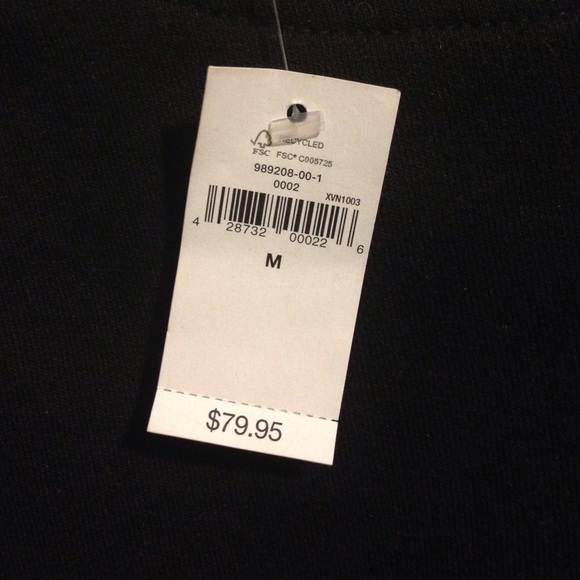 RECYCLED
FSC FSC® C005725
989208-00-1
0002
XVN1003
4 28732 00022 6
M
$79.95